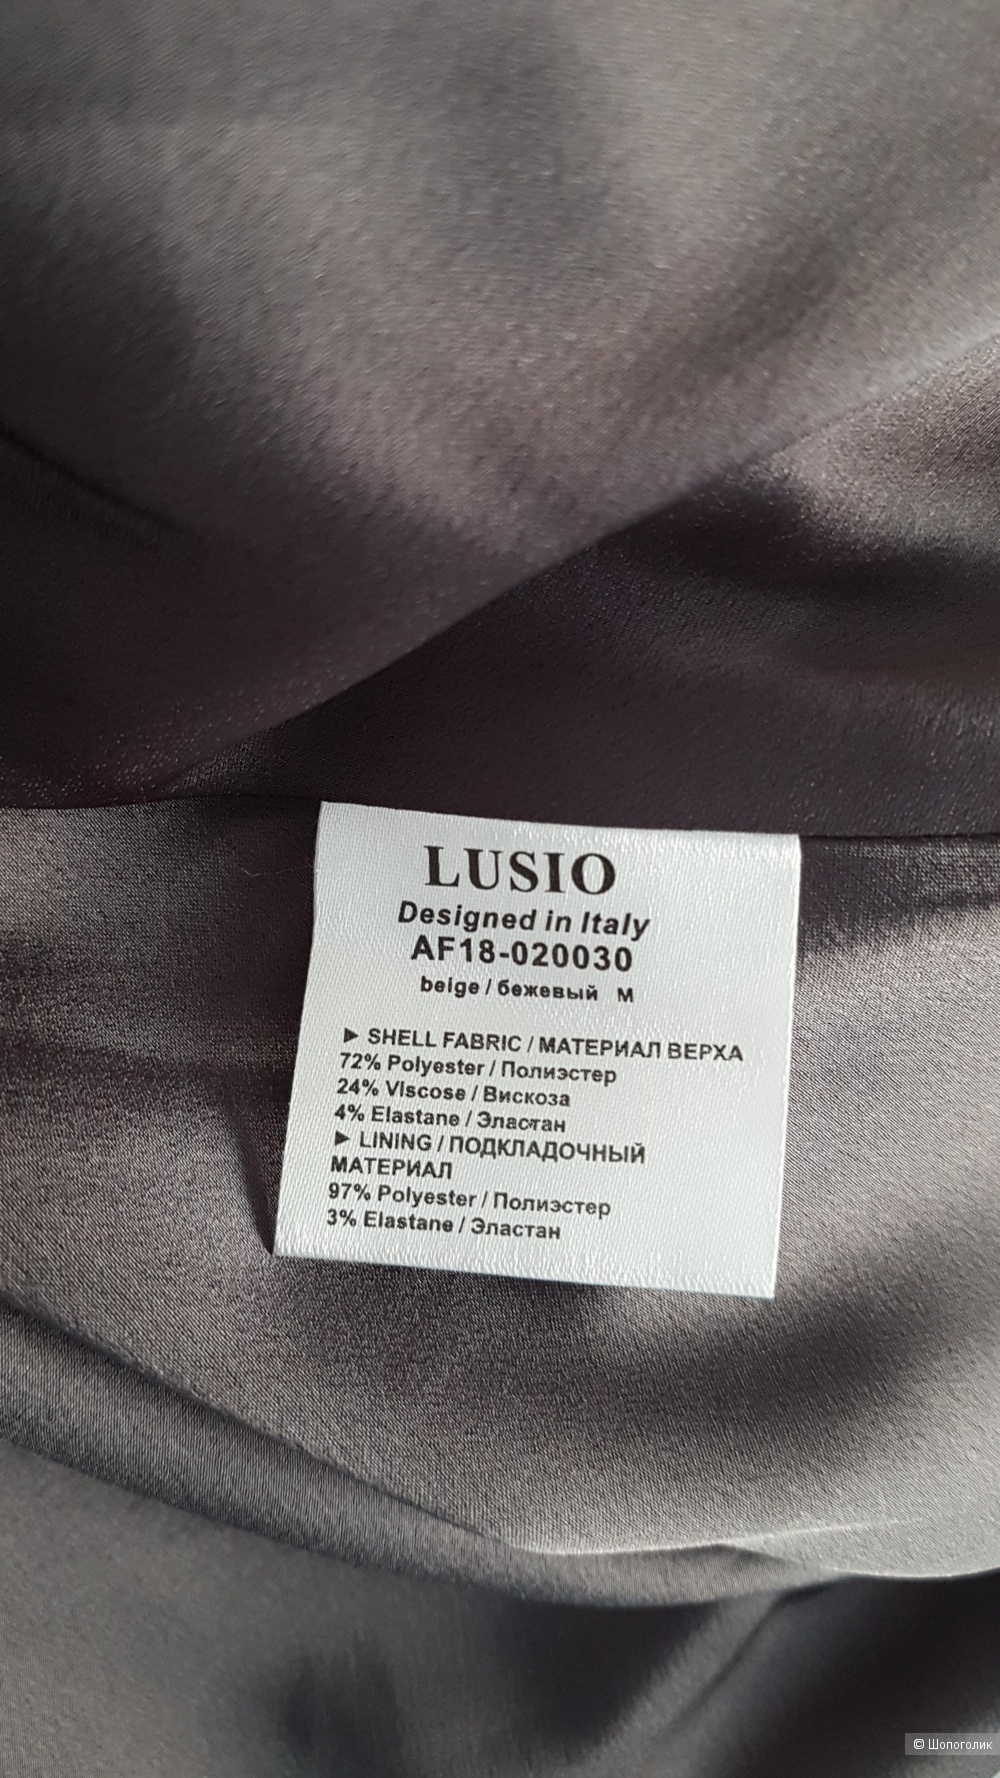 LUSIO
Designed in Italy
AF18-020030
beige / бежевый M
► SHELL FABRIC / МАТЕРИАЛ ВЕРХА
72% Polyester / Полиэстер
24% Viscose / Вискоза
4% Elastane / Эластан
► LINING / ПОДКЛАДОЧНЫЙ
МАТЕРИАЛ
97% Polyester / Полиэстер
3% Elastane / Эластан
© Шопоголик